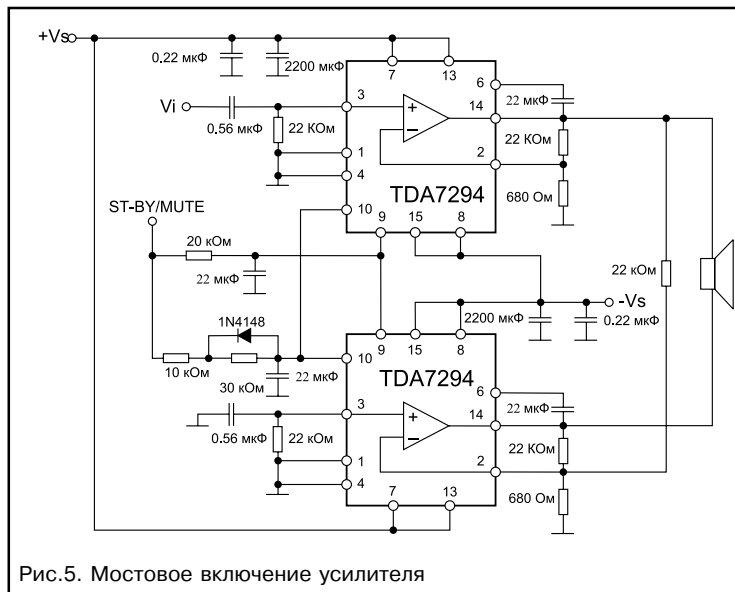 +Vs
0.22 мкФ
2200 мкФ
7
13
6
22 мкФ
Vi
3
14
0.56 мкФ
22 КОм
22 КОм
1
2
4
TDA7294
680 Ом
ST-BY/MUTE
10
9
15
8
20 кОм
22 мкФ
22 кОм
-Vs
1N4148
2200 мкФ
0.22 мкФ
9
15
8
10
10 кОм
30 кОм
22 мкФ
TDA7294
6
22 мкФ
3
14
0.56 мкФ
22 кОм
22 КОм
1
2
4
7
13
680 Ом
Рис.5. Мостовое включение усилителя